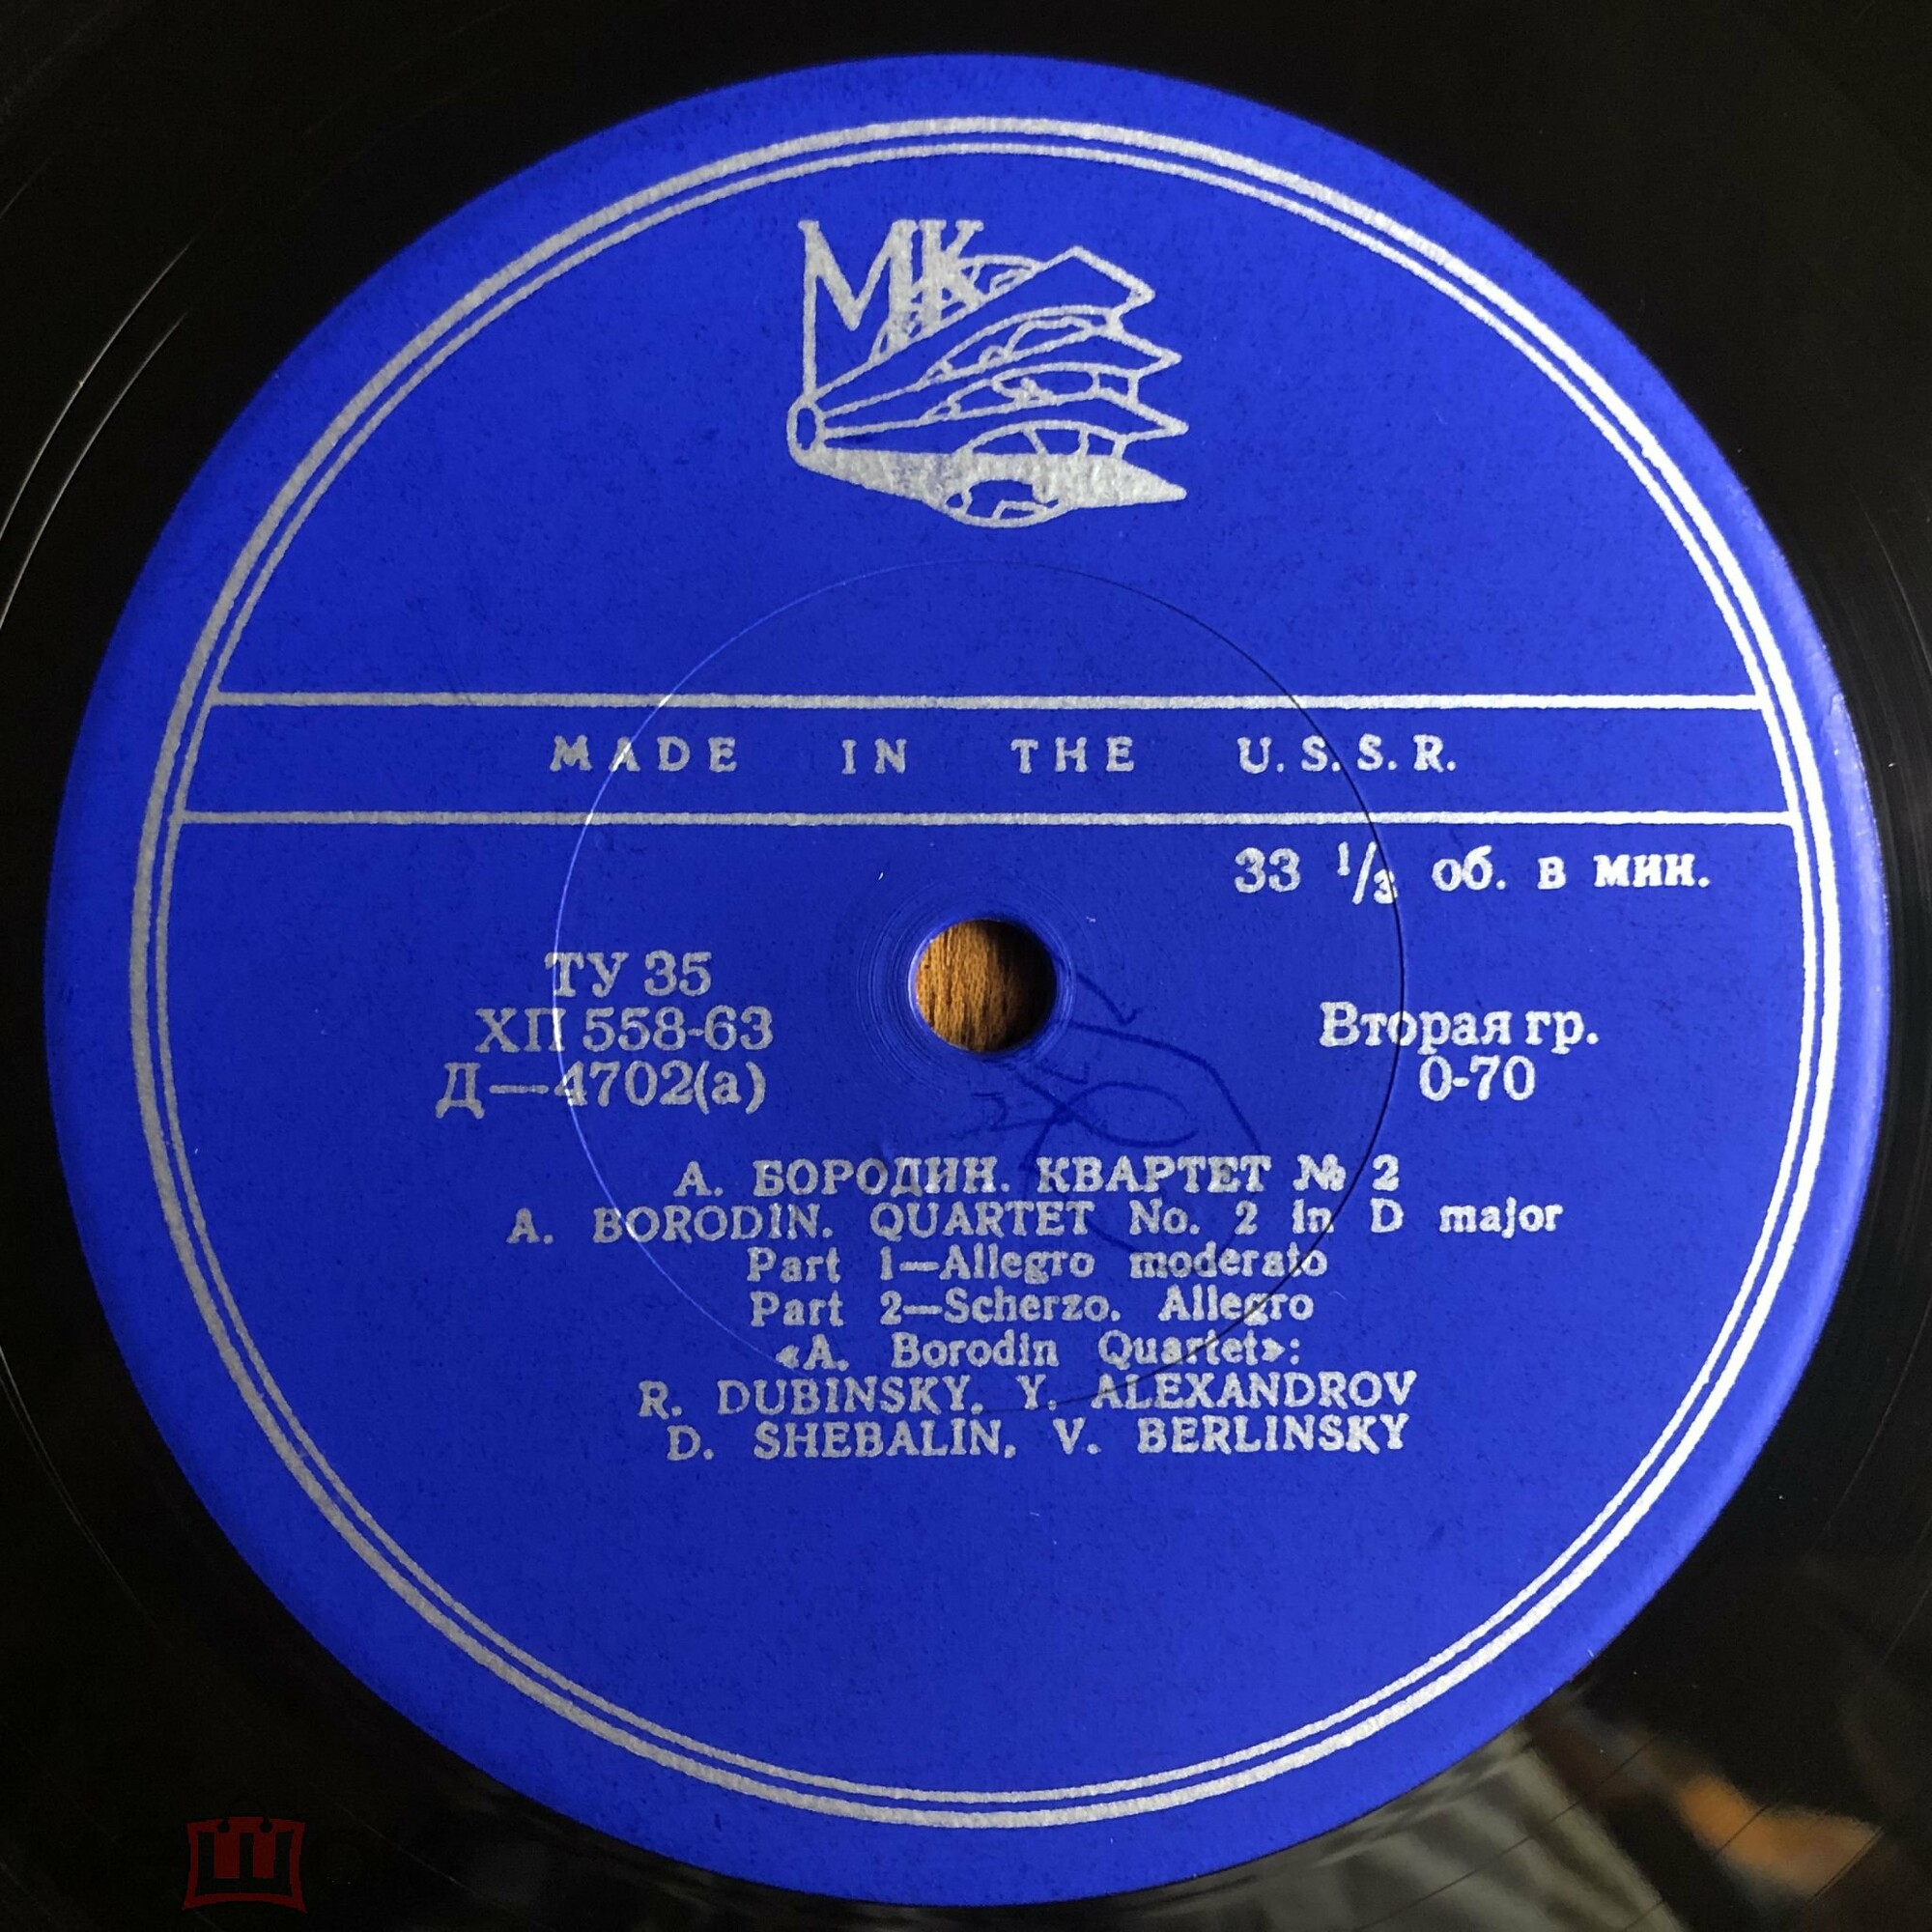 МК
MADE IN THE U.S.S.R.
33 1/3 об. в мин.
ТУ 35
ХП 558-63
Д—4702(а)
Вторая гр.
0-70
А. БОРОДИН. КВАРТЕТ № 2
A. BORODIN. QUARTET No. 2 in D major
Part 1—Allegro moderato
Part 2—Scherzo. Allegro
«A. Borodin Quartet»:
R. DUBINSKY, Y. ALEXANDROV
D. SHEBALIN, V. BERLINSKY